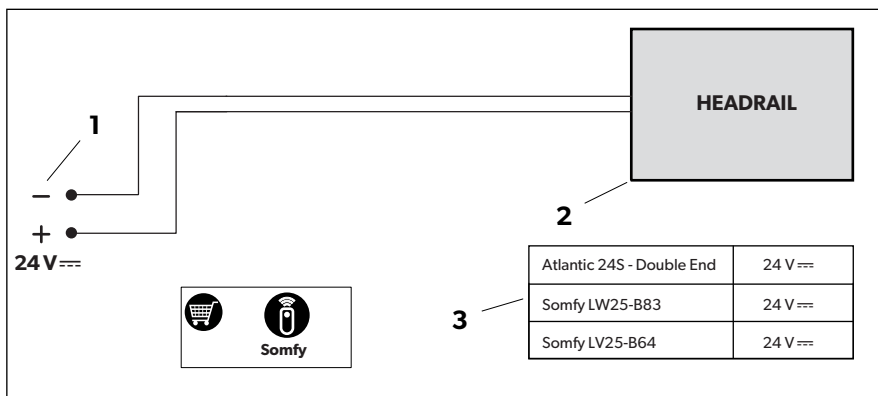 HEADRAIL
1
−
+
24 V ⎓
2
3
Atlantic 24S - Double End 24 V ⎓
Somfy LW25-B83 24 V ⎓
Somfy LV25-B64 24 V ⎓
Somfy